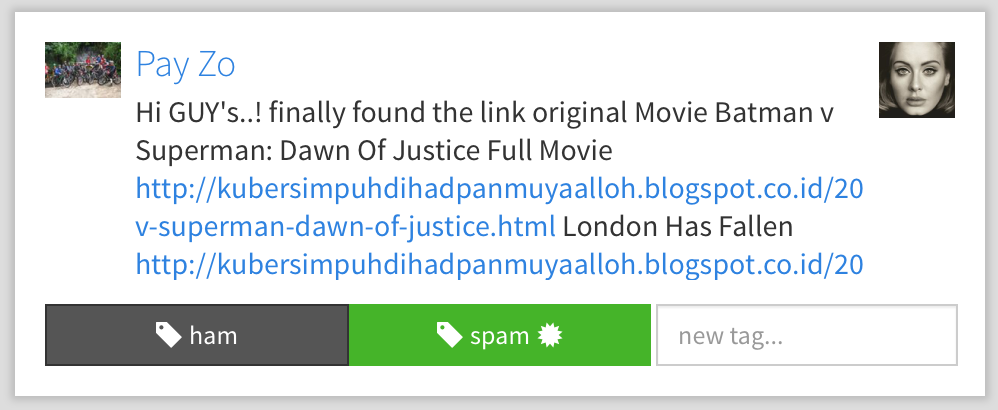 Pay Zo
Hi GUY's..! finally found the link original Movie Batman v
Superman: Dawn Of Justice Full Movie
http://kubersimpuhdihadpanmuyaalloh.blogspot.co.id/20
v-superman-dawn-of-justice.html London Has Fallen
http://kubersimpuhdihadpanmuyaalloh.blogspot.co.id/20
ham
spam
new tag...